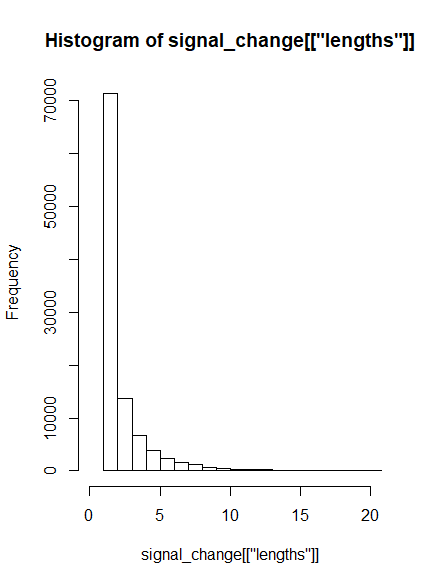 Histogram of signal_change[["lengths"]]
Frequency
70000
50000
30000
10000
0
0 5 10 15 20
signal_change[["lengths"]]